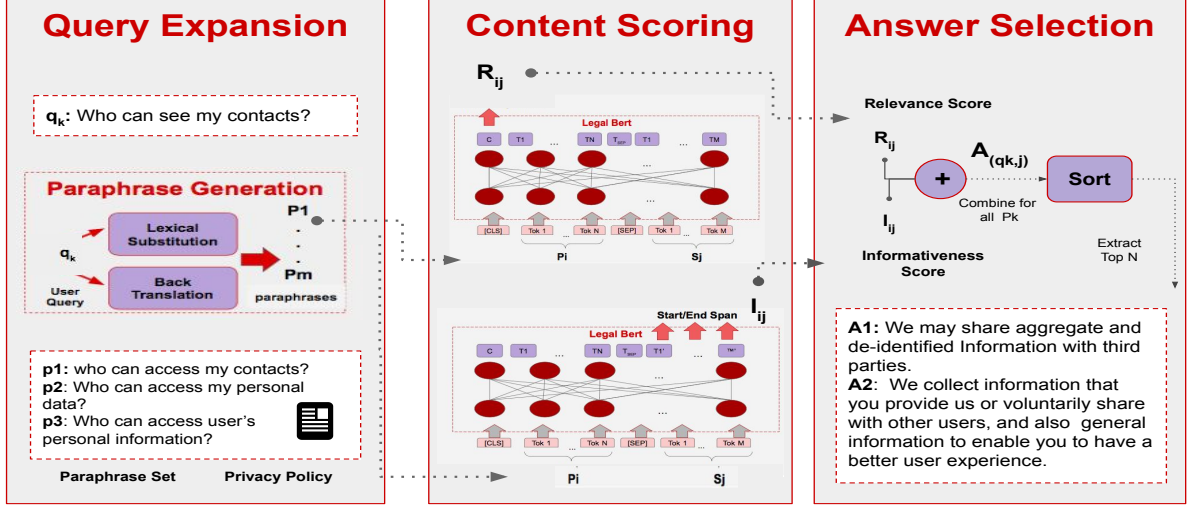 Query Expansion
qk: Who can see my contacts?
Paraphrase Generation
Lexical
Substitution
qk
User
Query
Back
Translation
P1
.
.
.
Pm
paraphrases
p1: who can access my contacts?
p2: Who can access my personal
data?
p3: Who can access user's
personal information?
Paraphrase Set
Privacy Policy
Content Scoring
Rij
Legal Bert
C T1 ... TN TSEP T1 ... TM
...
[CLS] Tok 1 ... Tok N [SEP] Tok 1 ... Tok M
Pi Sj
Iij
Start/End Span
Legal Bert
C T1 ... TN TSEP T1' ...
...
[CLS] Tok 1 ... Tok N [SEP] Tok 1 ... Tok M
Pi Sj
Answer Selection
Relevance Score
Rij
+
A(qk,j)
Sort
Combine for
all Pk
Iij
Informativeness
Score
Extract
Top N
A1: We may share aggregate and
de-identified Information with third
parties.
A2: We collect information that
you provide us or voluntarily share
with other users, and also general
information to enable you to have a
better user experience.